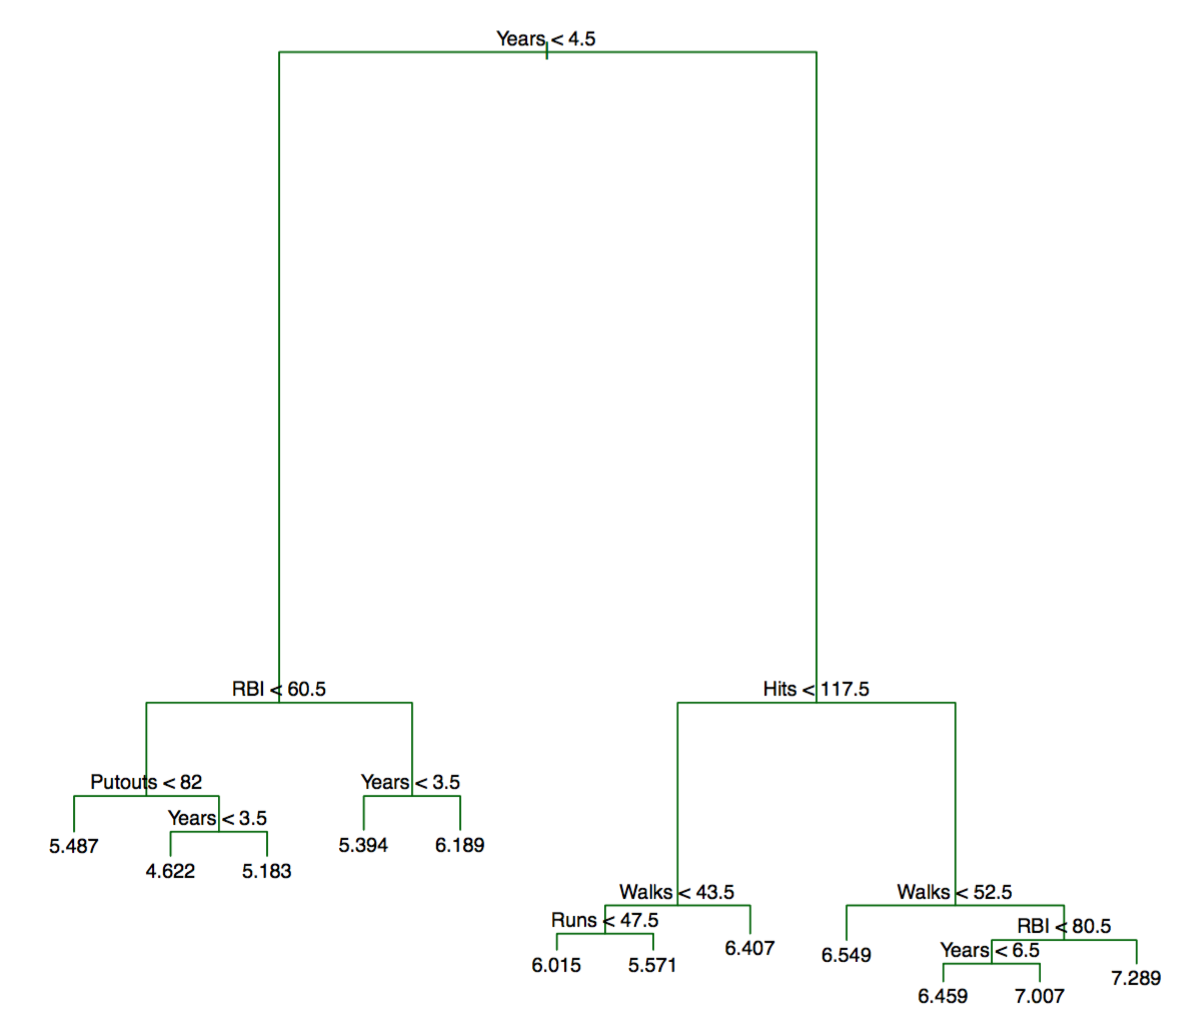 Years < 4.5
RBI < 60.5
Hits < 117.5
Putouts < 82
Years < 3.5
Years < 3.5
5.487
5.394
6.189
4.622
5.183
Walks < 43.5
Walks < 52.5
Runs < 47.5
RBI < 80.5
6.407
6.549
Years < 6.5
6.015
5.571
7.289
6.459
7.007